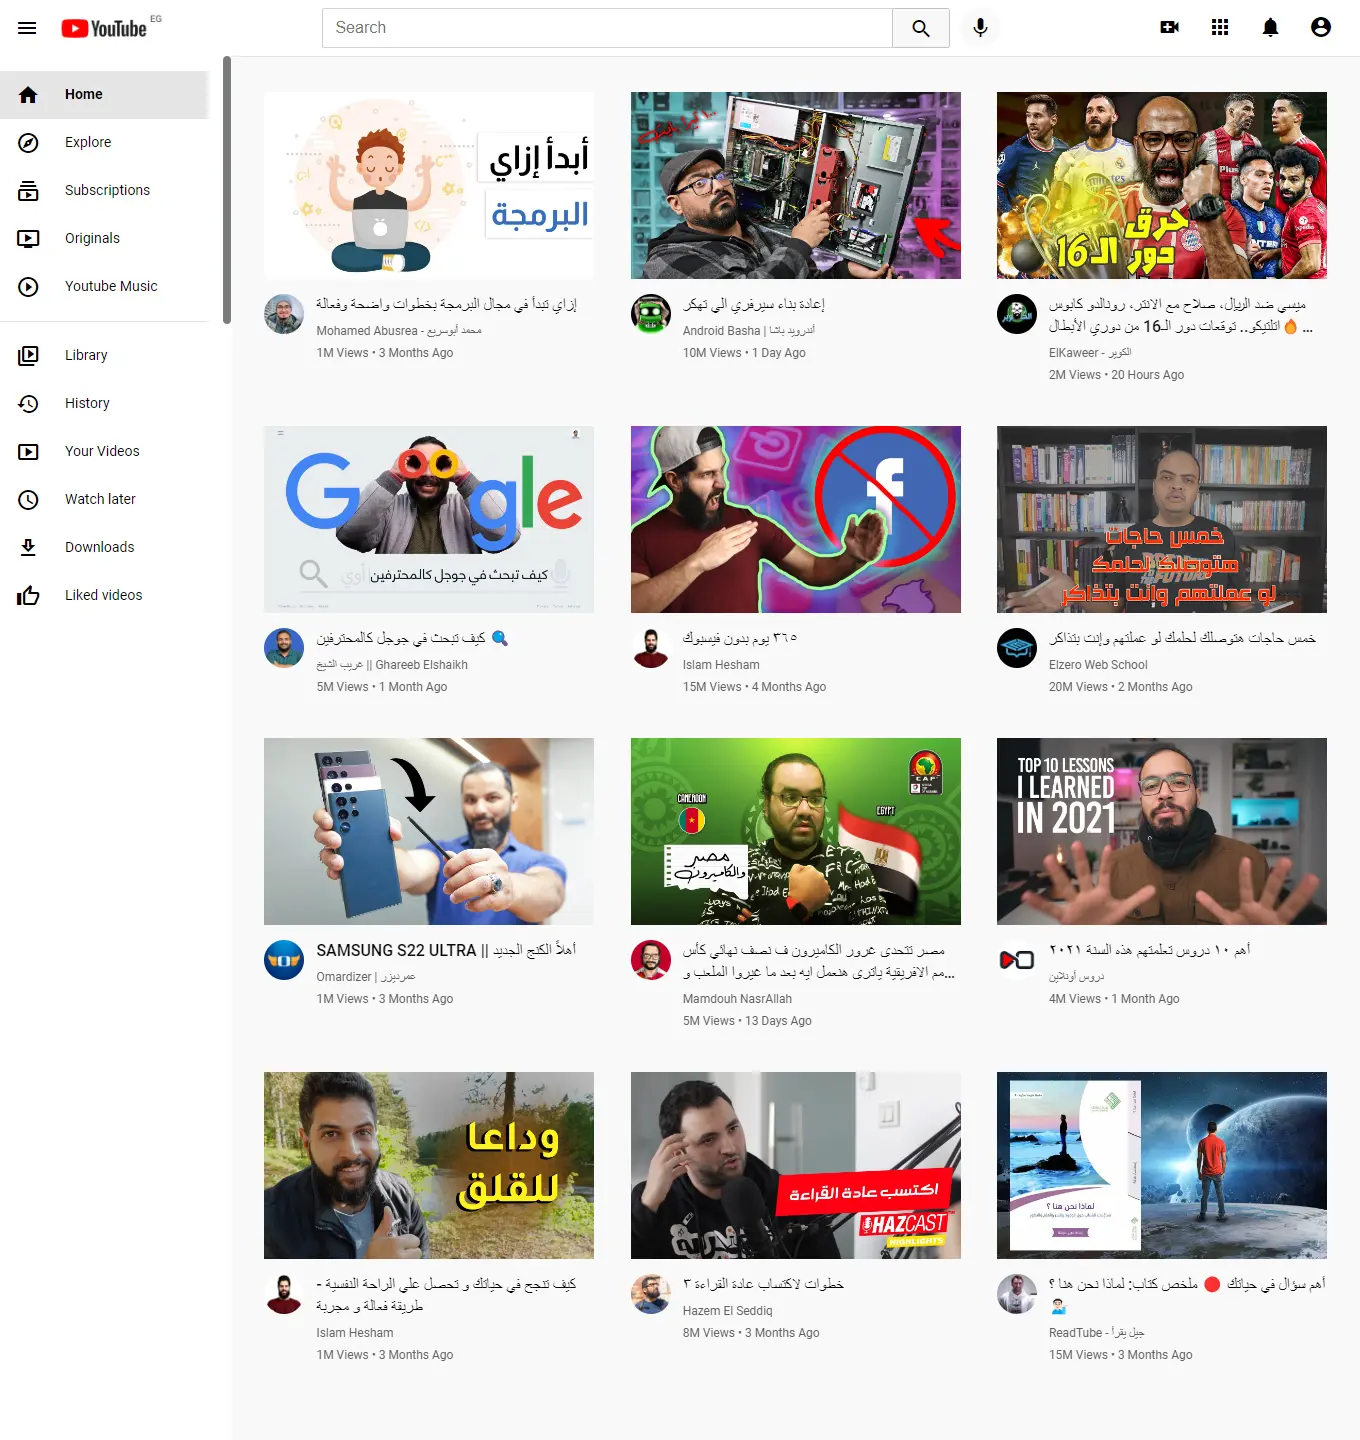 YouTube EG
Search
Home
Explore
Subscriptions
Originals
Youtube Music
Library
History
Your Videos
Watch later
Downloads
Liked videos
أبدأ إزاي
البرمجة
إزاي تبدأ في مجال البرمجة بخطوات واضحة وفعالة
Mohamed Abusrea - محمد أبوسريع
1M Views • 3 Months Ago
إعادة بناء سيرفري الي تهكر
Android Basha | أندرويد باشا
10M Views • 1 Day Ago
حرق
دور الـ16
ميسي ضد الريال، صلاح مع الانتر، رونالدو كابوس
اتلتيكو.. توقعات دور الـ16 من دوري الأبطال 🔥 ...
ElKaweer - الكوير
2M Views • 20 Hours Ago
Google
كيف تبحث في جوجل كالمحترفين
كيف تبحث في جوجل كالمحترفين 🔍
غريب الشيخ || Ghareeb Elshaikh
5M Views • 1 Month Ago
٣٦٥ يوم بدون فيسبوك
Islam Hesham
15M Views • 4 Months Ago
خمس حاجات
هتوصلك لحلمك
لو عملتهم وإنت بتذاكر
خمس حاجات هتوصلك لحلمك لو عملتهم وإنت بتذاكر
Elzero Web School
20M Views • 2 Months Ago
SAMSUNG S22 ULTRA || أهلاً الكنج الجديد
Omardizer | عمرديزر
1M Views • 3 Months Ago
CAF
CAMEROON
EGYPT
مصر
والكاميرون
مصر تتحدى غرور الكاميرون ف نصف نهائي كأس
مم الافريقية ياترى هنعمل ايه بعد ما غيروا الملعب و...
Mamdouh NasrAllah
5M Views • 13 Days Ago
TOP 10 LESSONS
I LEARNED
IN 2021
أهم ١٠ دروس تعلمتهم هذه السنة ٢٠٢١
دروس أونلاين
4M Views • 1 Month Ago
وداعا
للقلق
كيف تنجح في حياتك و تحصل علي الراحة النفسية -
طريقة فعالة و مجربة
Islam Hesham
1M Views • 3 Months Ago
اكتسب عادة القراءة
HAZCAST
HIGHLIGHTS
خطوات لاكتساب عادة القراءة ٣
Hazem El Seddiq
8M Views • 3 Months Ago
لماذا نحن هنا ؟
أهم سؤال في حياتك 🔴 ملخص كتاب: لماذا نحن هنا ؟
🤷🏻‍♂️
ReadTube - جيل يقرأ
15M Views • 3 Months Ago